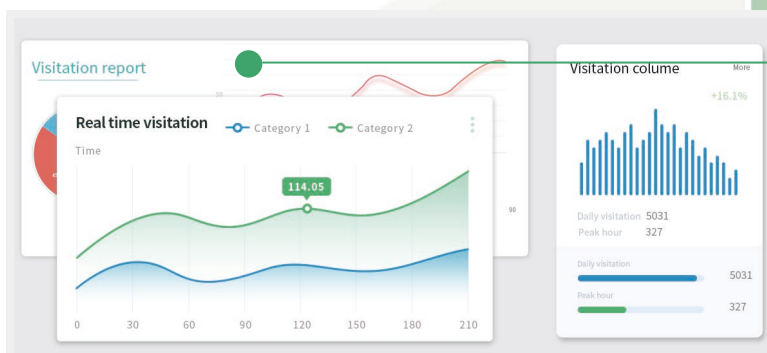 Visitation report
Visitation colume
More
+16.1%
Real time visitation
Category 1
Category 2
Time
114.05
90
Daily visitation 5031
Peak hour 327
Daily visitation
5031
Peak hour
327
0 30 60 90 120 150 180 210